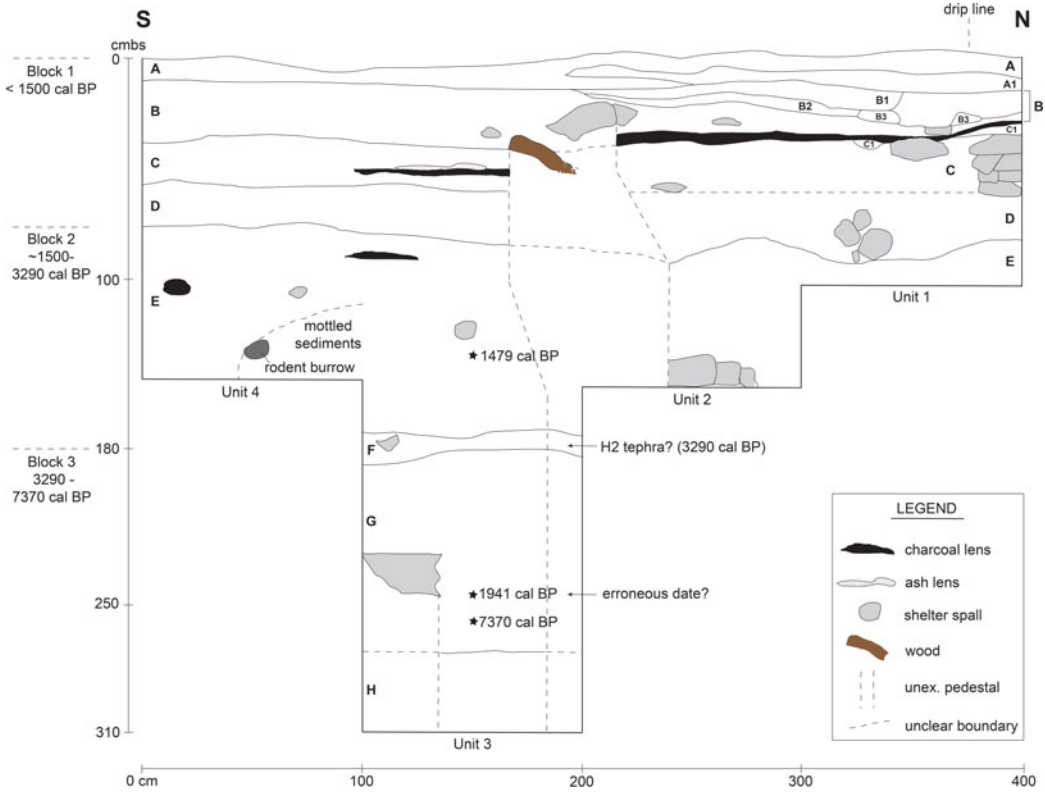 S
N
drip line
cmbs
0
Block 1
< 1500 cal BP
A
A
A1
B
B1
B2
B3
B3
B
C1
C1
C
C
D
D
Block 2
~1500-
3290 cal BP
E
E
100
Unit 1
mottled
sediments
rodent burrow
1479 cal BP
Unit 4
Unit 2
F
H2 tephra? (3290 cal BP)
180
Block 3
3290 -
7370 cal BP
G
1941 cal BP
erroneous date?
250
7370 cal BP
H
310
Unit 3
LEGEND
charcoal lens
ash lens
shelter spall
wood
unex. pedestal
unclear boundary
0 cm
100
200
300
400